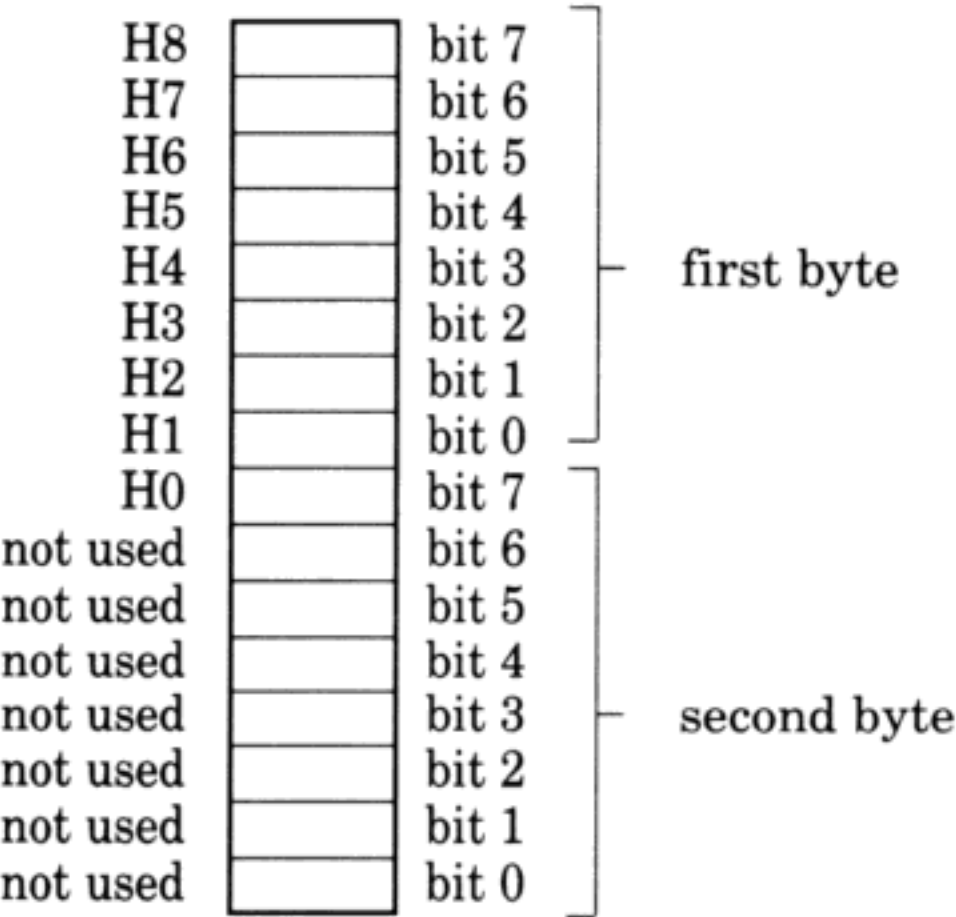 H8 bit 7
H7 bit 6
H6 bit 5
H5 bit 4
H4 bit 3 first byte
H3 bit 2
H2 bit 1
H1 bit 0
H0 bit 7
not used bit 6
not used bit 5
not used bit 4
not used bit 3 second byte
not used bit 2
not used bit 1
not used bit 0